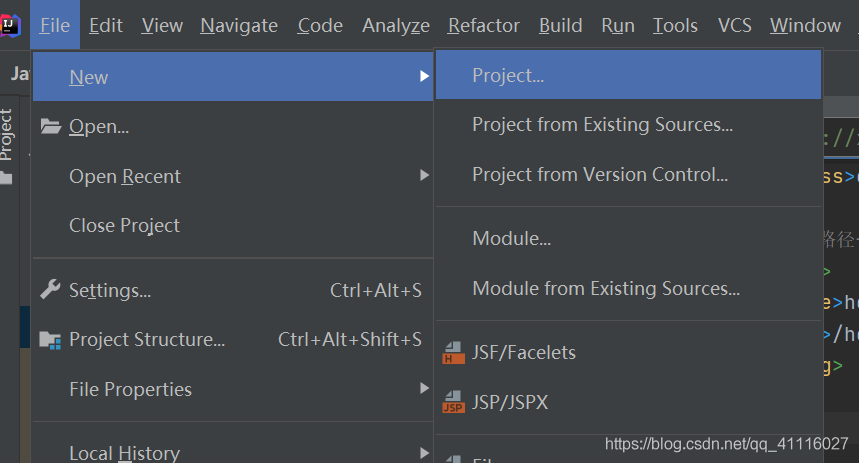 File Edit View Navigate Code Analyze Refactor Build Run Tools VCS Window
Ja
Project
New
Open...
Open Recent
Close Project
Settings... Ctrl+Alt+S
Project Structure... Ctrl+Alt+Shift+S
File Properties
Local History
Project...
Project from Existing Sources...
Project from Version Control...
Module...
Module from Existing Sources...
JSF/Facelets
JSP/JSPX
://
ss>
路径
>
e>h
>/h
g>
https://blog.csdn.net/qq_41116027